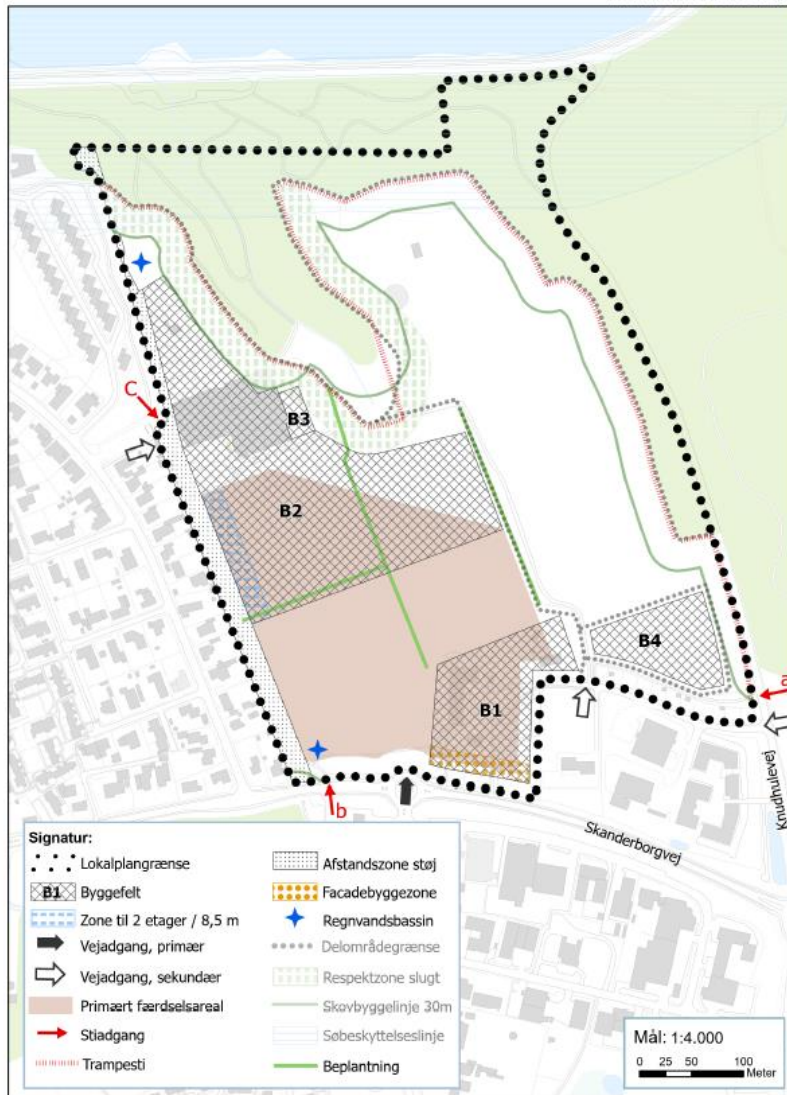 C
B3
B2
B4
a
B1
Knudhulevej
b
Skanderborgvej
Signatur:
Lokalplangrænse
B1 Byggefelt
Zone til 2 etager / 8,5 m
Vejadgang, primær
Vejadgang, sekundær
Primært færdselsareal
Stiadgang
Trampesti
Afstandszone støj
Facadebyggezone
Regnvandsbassin
Delområdegrænse
Respektzone slugt
Skovbyggelinje 30m
Søbeskyttelseslinje
Beplantning
Mål: 1:4.000
0 25 50 100
Meter